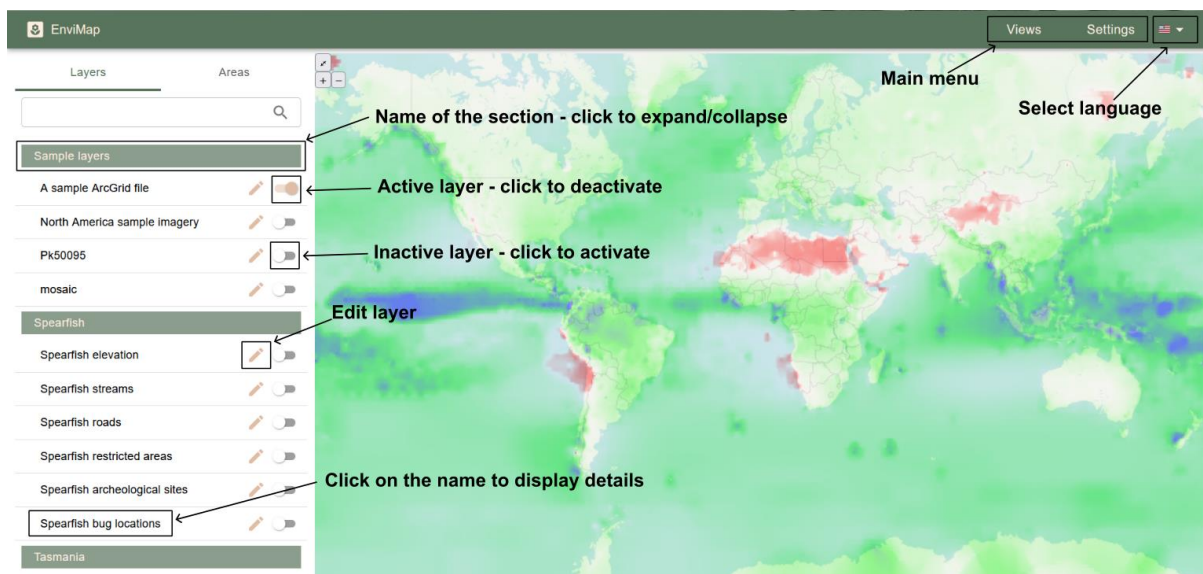 EnviMap
Views Settings
Layers Areas
Main menu
Select language
+ −
Name of the section - click to expand/collapse
Sample layers
A sample ArcGrid file
Active layer - click to deactivate
North America sample imagery
Pk50095
Inactive layer - click to activate
mosaic
Edit layer
Spearfish
Spearfish elevation
Spearfish streams
Spearfish roads
Spearfish restricted areas
Click on the name to display details
Spearfish archeological sites
Spearfish bug locations
Tasmania